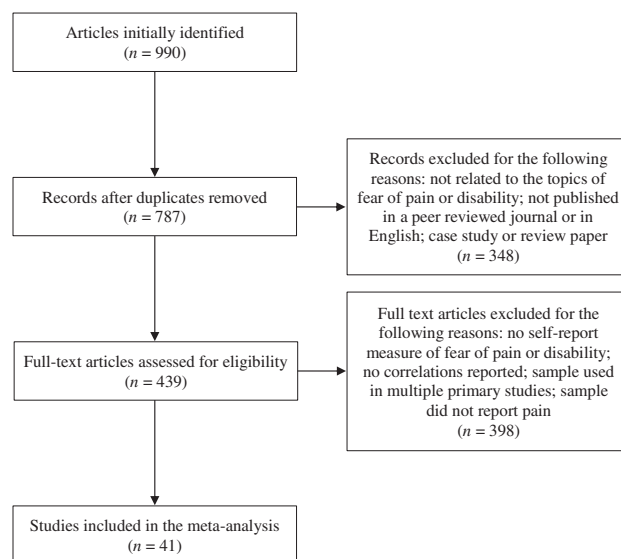 Articles initially identified
(n = 990)
Records after duplicates removed
(n = 787)
Records excluded for the following
reasons: not related to the topics of
fear of pain or disability; not published
in a peer reviewed journal or in
English; case study or review paper
(n = 348)
Full-text articles assessed for eligibility
(n = 439)
Full text articles excluded for the
following reasons: no self-report
measure of fear of pain or disability;
no correlations reported; sample used
in multiple primary studies; sample
did not report pain
(n = 398)
Studies included in the meta-analysis
(n = 41)